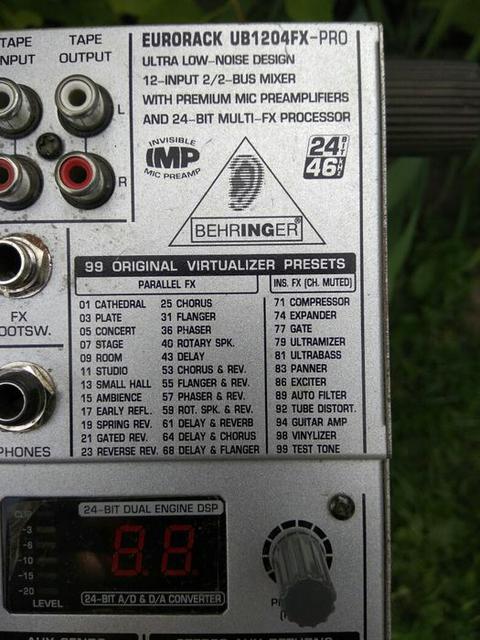 TAPE
TAPE
OUTPUT
L
R
EURORACK UB1204FX-PRO
ULTRA LOW-NOISE DESIGN
12-INPUT 2/2-BUS MIXER
WITH PREMIUM MIC PREAMPLIFIERS
AND 24-BIT MULTI-FX PROCESSOR
INVISIBLE
IMP
MIC PREAMP
24 BIT
46 kHz
BEHRINGER
99 ORIGINAL VIRTUALIZER PRESETS
PARALLEL FX
INS. FX (CH. MUTED)
01 CATHEDRAL 25 CHORUS 71 COMPRESSOR
03 PLATE 31 FLANGER 74 EXPANDER
05 CONCERT 36 PHASER 77 GATE
07 STAGE 40 ROTARY SPK. 79 ULTRAMIZER
09 ROOM 43 DELAY 81 ULTRABASS
11 STUDIO 53 CHORUS & REV. 83 PANNER
13 SMALL HALL 55 FLANGER & REV. 86 EXCITER
15 AMBIENCE 57 PHASER & REV. 89 AUTO FILTER
17 EARLY REFL. 59 ROT. SPK. & REV. 92 TUBE DISTORT.
19 SPRING REV. 61 DELAY & REVERB 94 GUITAR AMP
21 GATED REV. 64 DELAY & CHORUS 98 VINYLIZER
23 REVERSE REV. 68 DELAY & FLANGER 99 TEST TONE
FX
PHONES
24-BIT DUAL ENGINE DSP
CLIP
-3
-6
-10
-15
-20
LEVEL
8.8.
24-BIT A/D & D/A CONVERTER